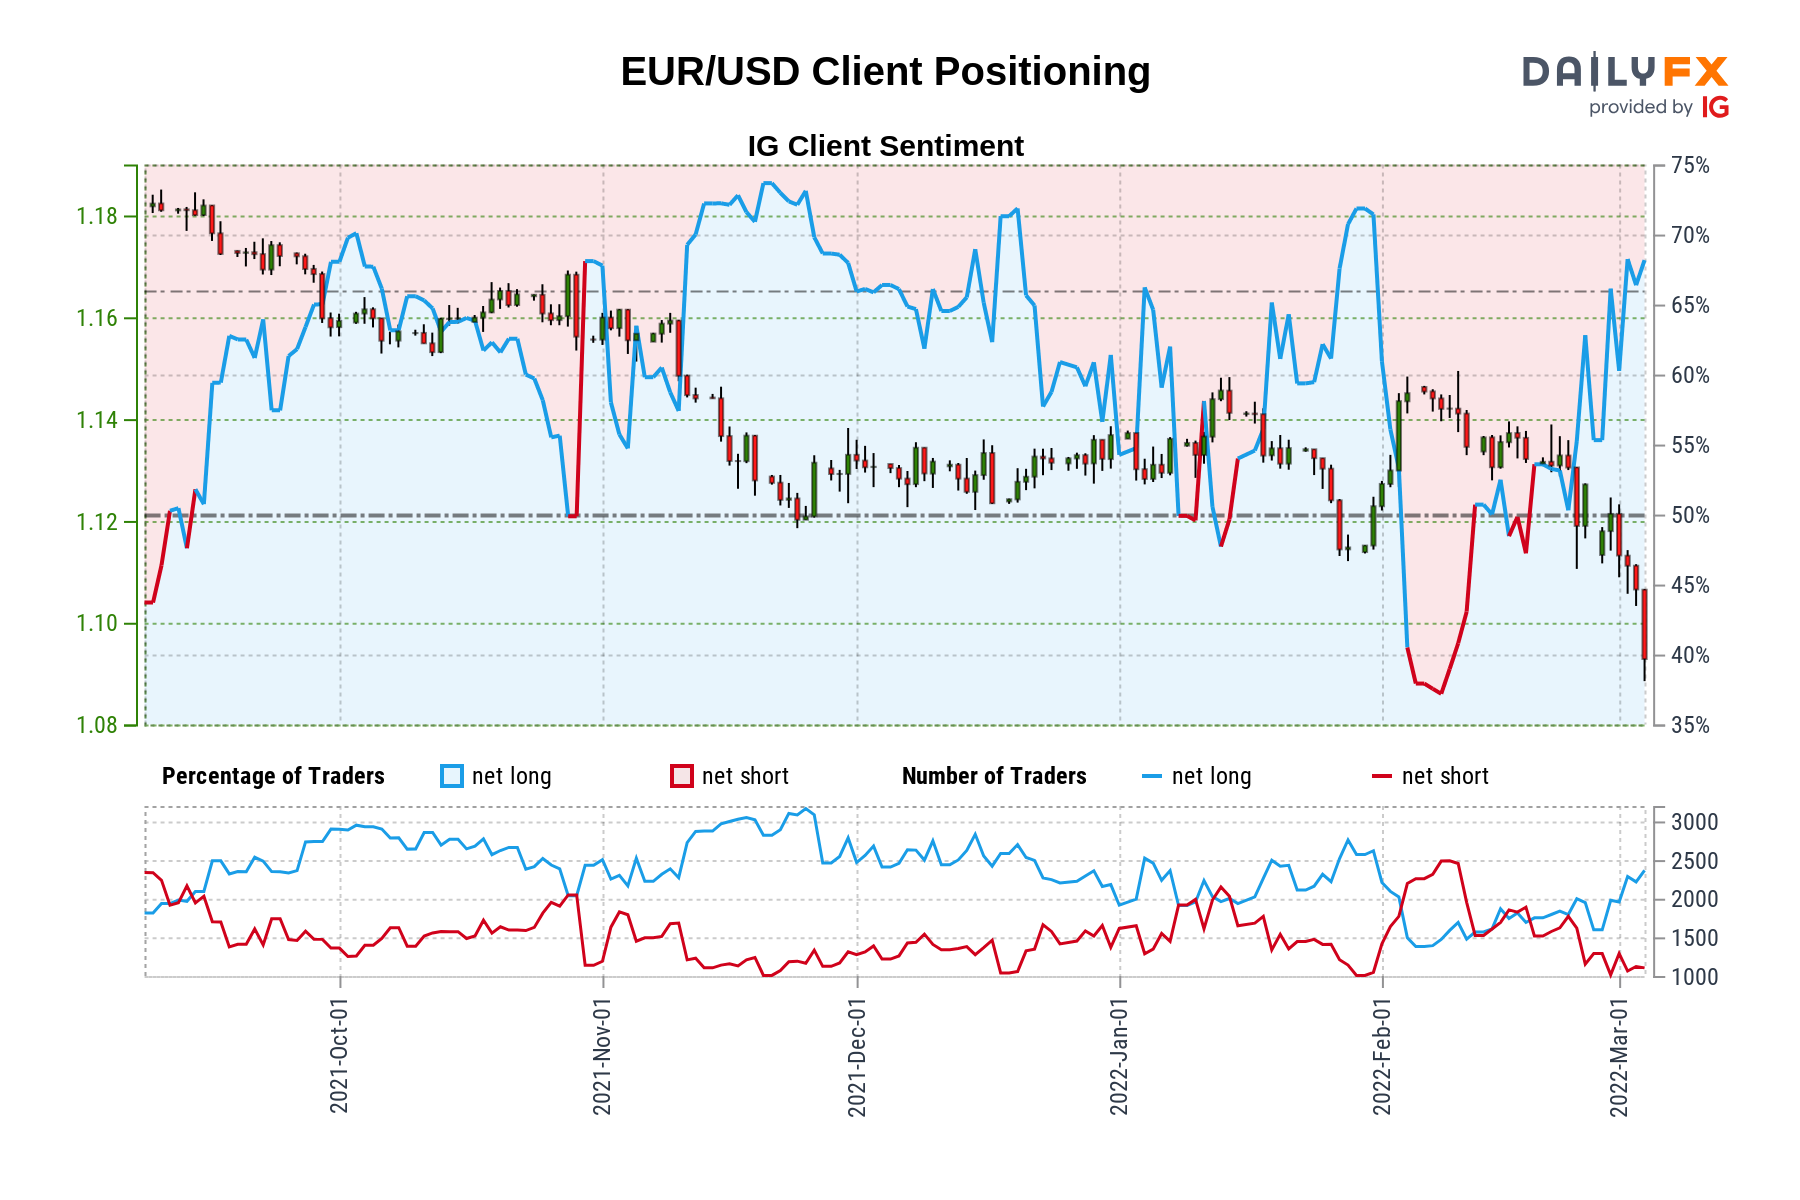 EUR/USD Client Positioning
DAILYFX
provided by IG
IG Client Sentiment
1.18
1.16
1.14
1.12
1.10
1.08
75%
70%
65%
60%
55%
50%
45%
40%
35%
Percentage of Traders net long net short Number of Traders net long net short
3000
2500
2000
1500
1000
2021-Oct-01
2021-Nov-01
2021-Dec-01
2022-Jan-01
2022-Feb-01
2022-Mar-01